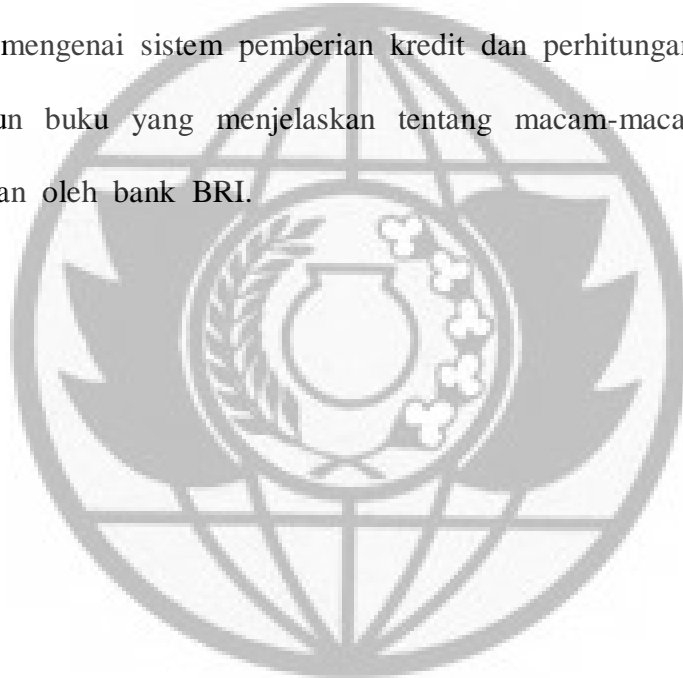 mengenai sistem pemberian kredit dan perhitungan
un buku yang menjelaskan tentang macam-maca
an oleh bank BRI.